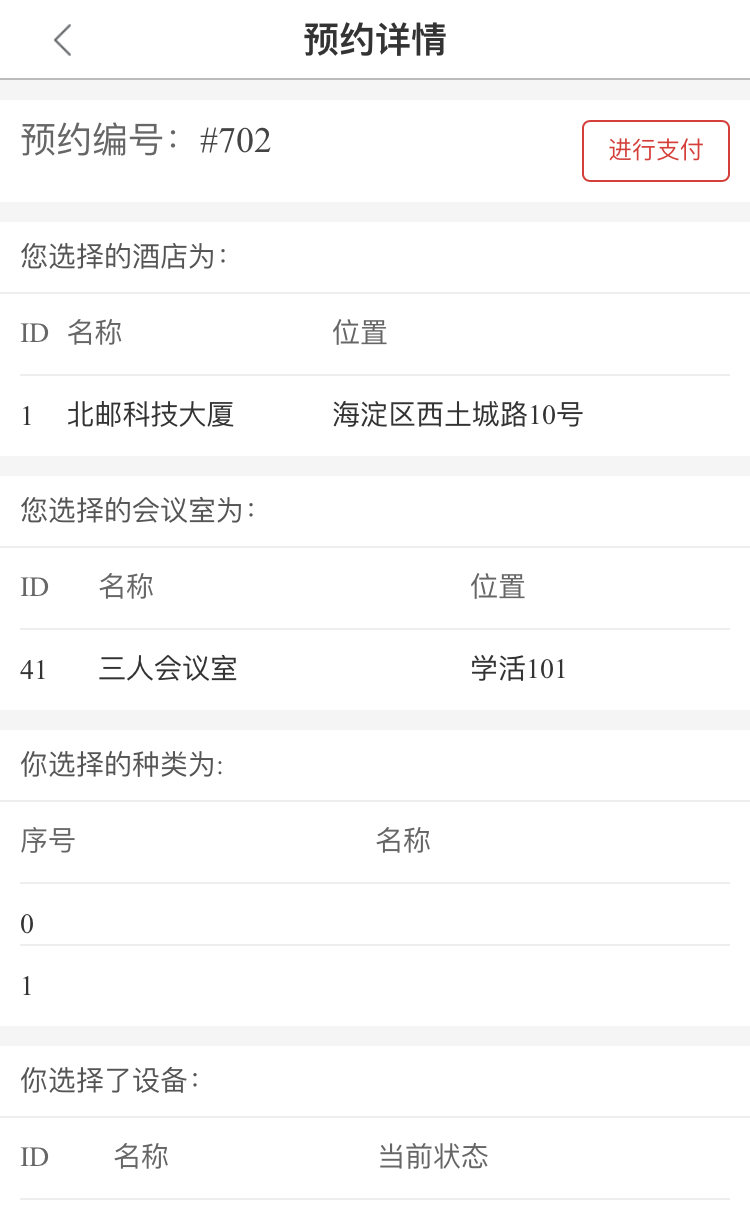 预约详情
预约编号：#702
进行支付
您选择的酒店为：
ID 名称 位置
1 北邮科技大厦 海淀区西土城路10号
您选择的会议室为：
ID 名称 位置
41 三人会议室 学活101
你选择的种类为:
序号 名称
0
1
你选择了设备：
ID 名称 当前状态